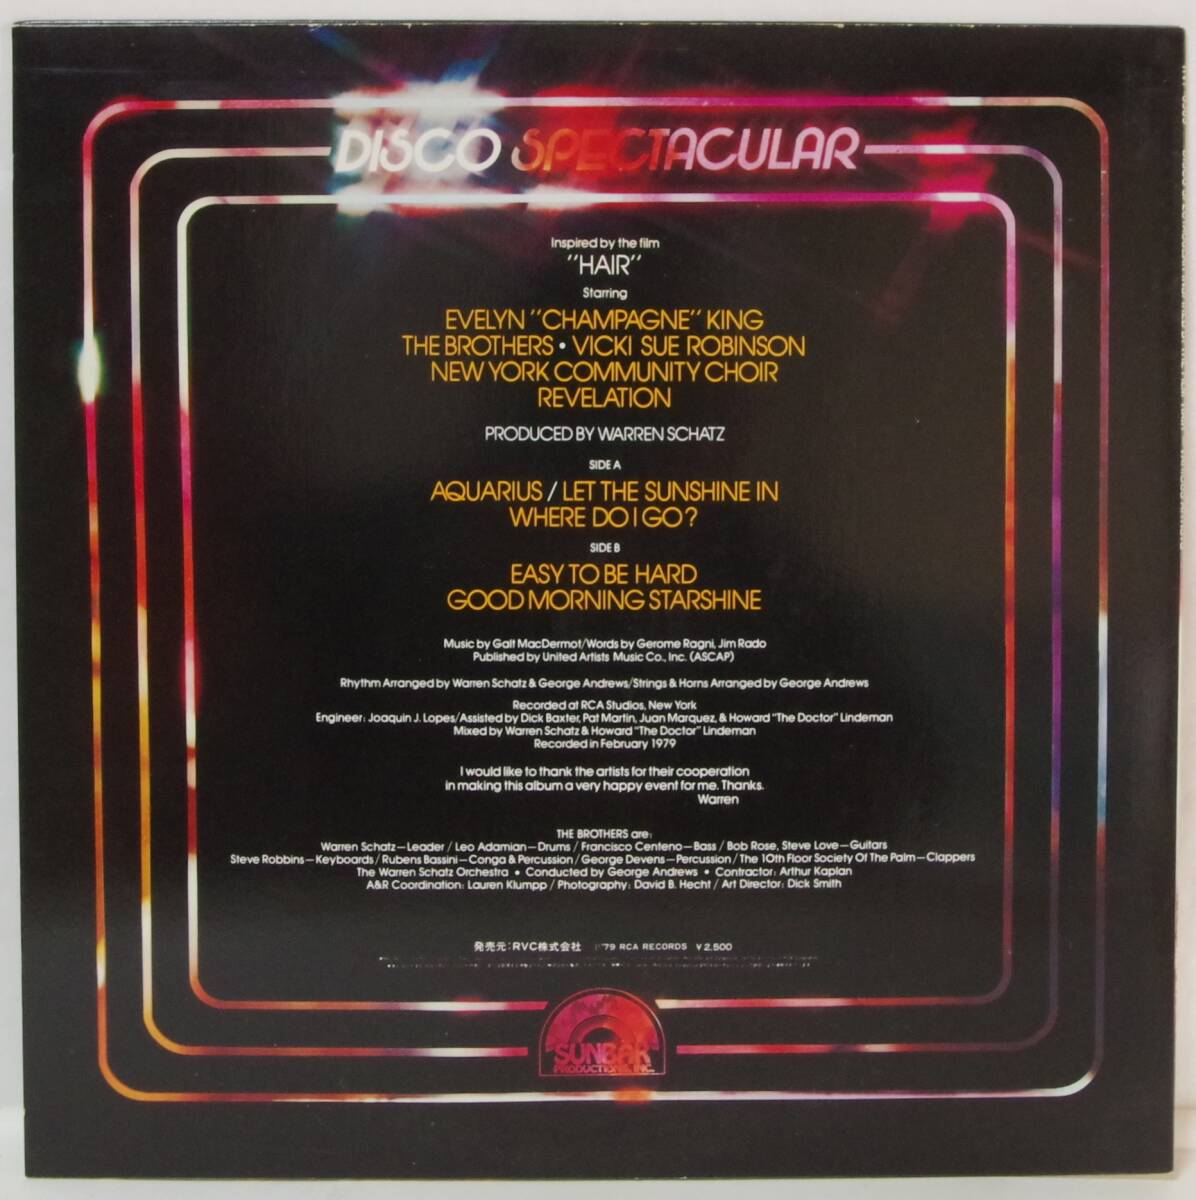 DISCO SPECTACULAR
Inspired by the film
"HAIR"
Starring
EVELYN "CHAMPAGNE" KING
THE BROTHERS • VICKI SUE ROBINSON
NEW YORK COMMUNITY CHOIR
REVELATION
PRODUCED BY WARREN SCHATZ
SIDE A
AQUARIUS / LET THE SUNSHINE IN
WHERE DO I GO?
SIDE B
EASY TO BE HARD
GOOD MORNING STARSHINE
Music by Galt MacDermot/Words by Gerome Ragni, Jim Rado
Published by United Artists Music Co., Inc. (ASCAP)
Rhythm Arranged by Warren Schatz & George Andrews/Strings & Horns Arranged by George Andrews
Recorded at RCA Studios, New York
Engineer: Joaquin J. Lopes/Assisted by Dick Baxter, Pat Martin, Juan Marquez, & Howard "The Doctor" Lindeman
Mixed by Warren Schatz & Howard "The Doctor" Lindeman
Recorded in February 1979
I would like to thank the artists for their cooperation
in making this album a very happy event for me. Thanks.
Warren
THE BROTHERS are:
Warren Schatz—Leader / Leo Adamian—Drums / Francisco Centeno—Bass / Bob Rose, Steve Love—Guitars
Steve Robbins—Keyboards / Rubens Bassini—Conga & Percussion / George Devens—Percussion / The 10th Floor Society Of The Palm—Clappers
The Warren Schatz Orchestra • Conducted by George Andrews • Contractor: Arthur Kaplan
A&R Coordination: Lauren Klumpp / Photography: David B. Hecht / Art Director: Dick Smith
発売元:RVC株式会社 '79 RCA RECORDS ¥2,500
SUNBAR
PRODUCTIONS, INC.